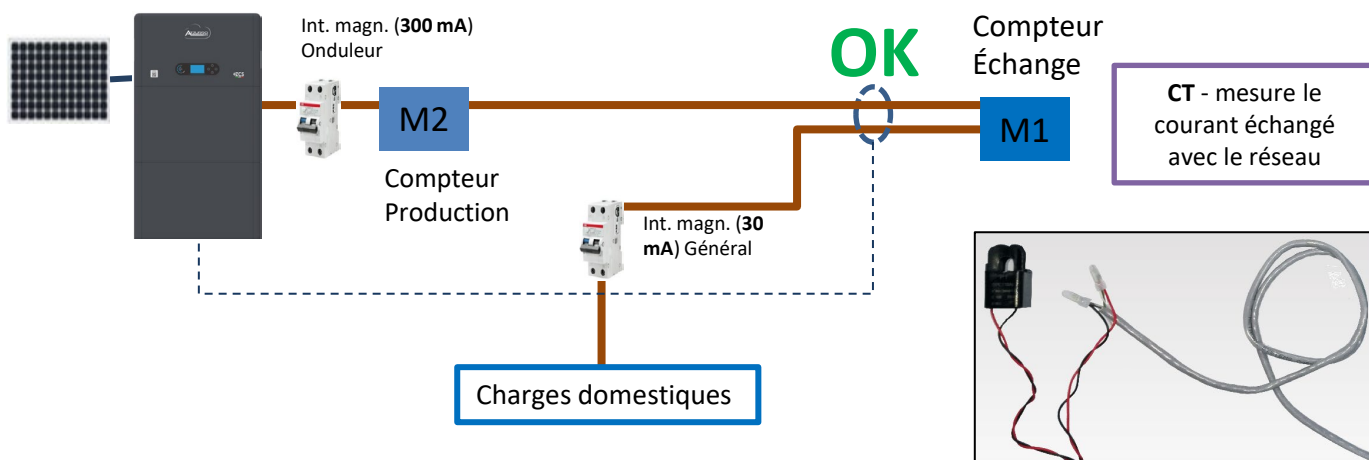 Int. magn. (300 mA)
Onduleur
OK
Compteur
Échange
CT - mesure le
courant échangé
avec le réseau
M2
M1
Compteur
Production
Int. magn. (30
mA) Général
Charges domestiques